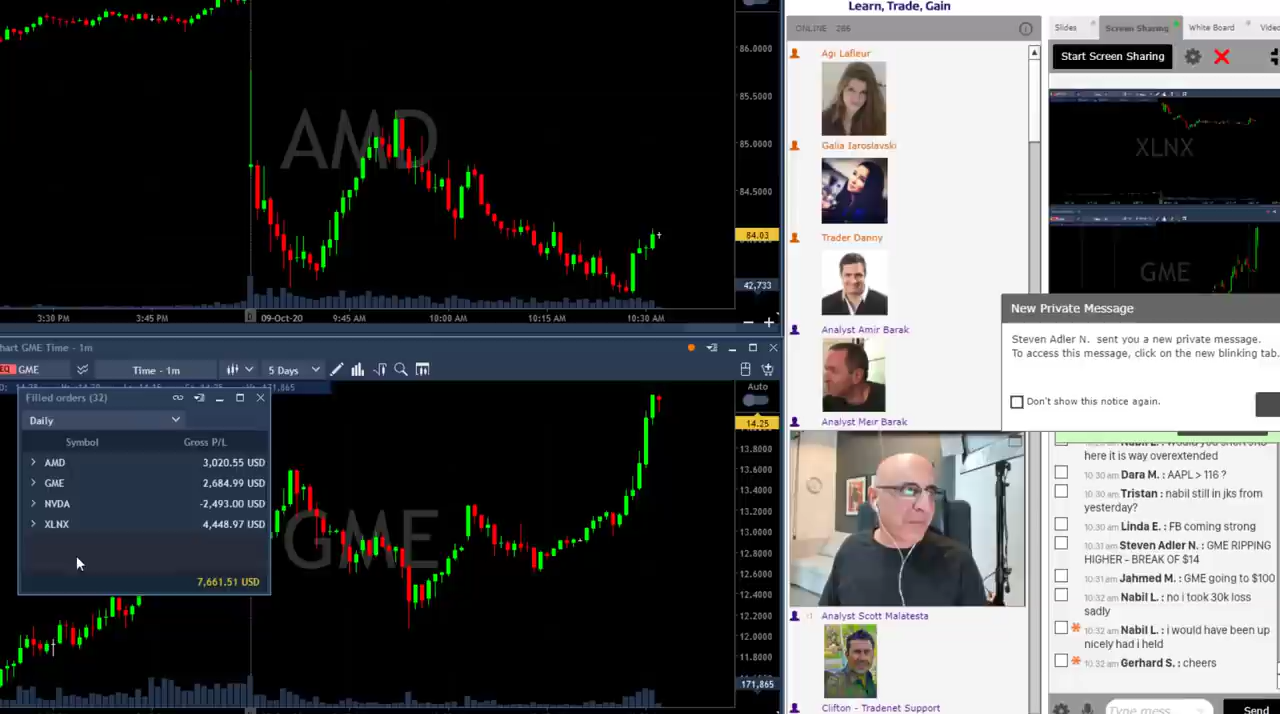 AMD
86.0000
85.5000
85.0000
84.5000
84.03
42,733
3:30 PM 3:45 PM 09-Oct-20 9:45 AM 10:00 AM 10:15 AM 10:30 AM
hart GME Time - 1m
EQ GME Time - 1m 5 Days
Auto
Filled orders (32)
Daily
Symbol Gross P/L
AMD 3,020.55 USD
GME 2,684.99 USD
NVDA -2,493.00 USD
XLNX 4,448.97 USD
7,661.51 USD
GME
14.25
13.8000
13.6000
13.4000
13.2000
13.0000
12.8000
12.6000
12.4000
12.2000
12.0000
11.8000
171,865
Learn, Trade, Gain
ONLINE 286
Agi Lafleur
Galia Iaroslavski
Trader Danny
Analyst Amir Barak
Analyst Meir Barak
Analyst Scott Malatesta
Clifton - Tradenet Support
Slides Screen Sharing White Board Video
Start Screen Sharing
XLNX
GME
New Private Message
Steven Adler N. sent you a new private message.
To access this message, click on the new blinking tab.
Don't show this notice again.
here it is way overextended
10:30 am Dara M. : AAPL > 116 ?
10:30 am Tristan : nabil still in jks from
yesterday?
10:30 am Linda E. : FB coming strong
10:31 am Steven Adler N. : GME RIPPING
HIGHER - BREAK OF $14
10:31 am Jahmed M. : GME going to $100
10:32 am Nabil L. : no i took 30k loss
sadly
10:32 am Nabil L. : i would have been up
nicely had i held
10:32 am Gerhard S. : cheers
Type mess
Send